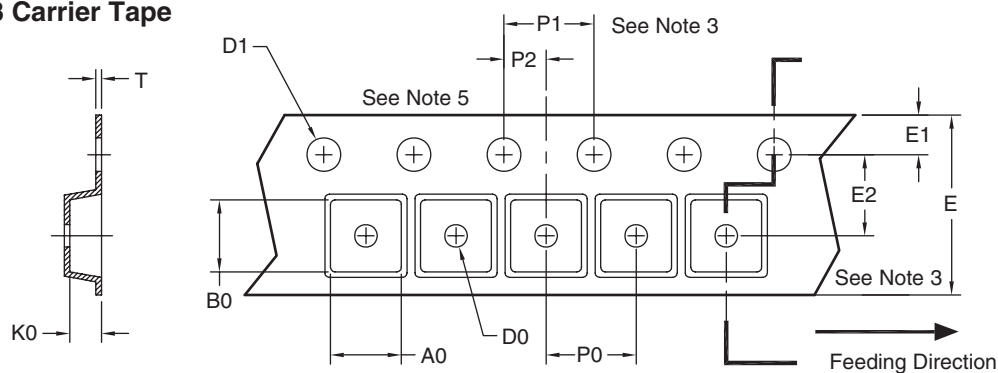 Carrier Tape
P1
See Note 3
D1
P2
T
See Note 5
E1
E2
E
B0
See Note 3
K0
A0
D0
P0
Feeding Direction